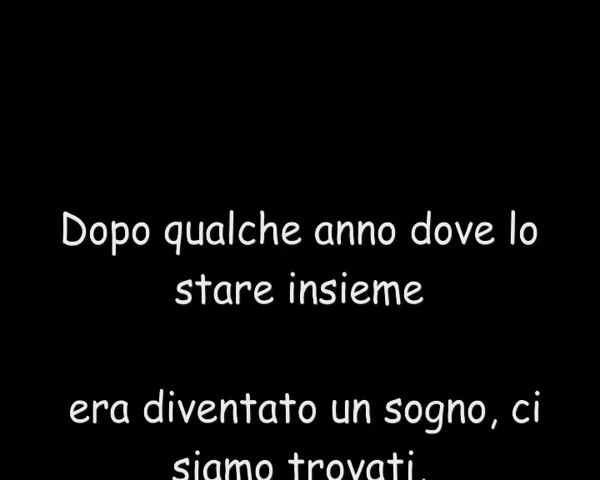 Dopo qualche anno dove lo
stare insieme
era diventato un sogno, ci
siamo trovati,